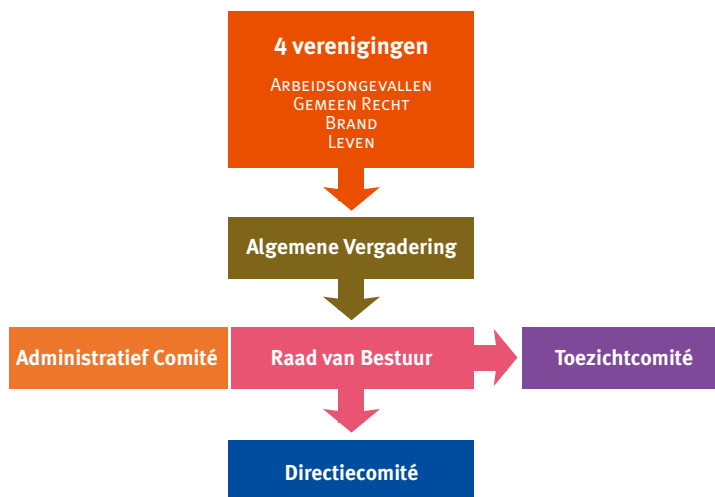 4 verenigingen
Arbeidsongevallen
Gemeen Recht
Brand
Leven
Algemene Vergadering
Administratief Comité
Raad van Bestuur
Toezichtcomité
Directiecomité